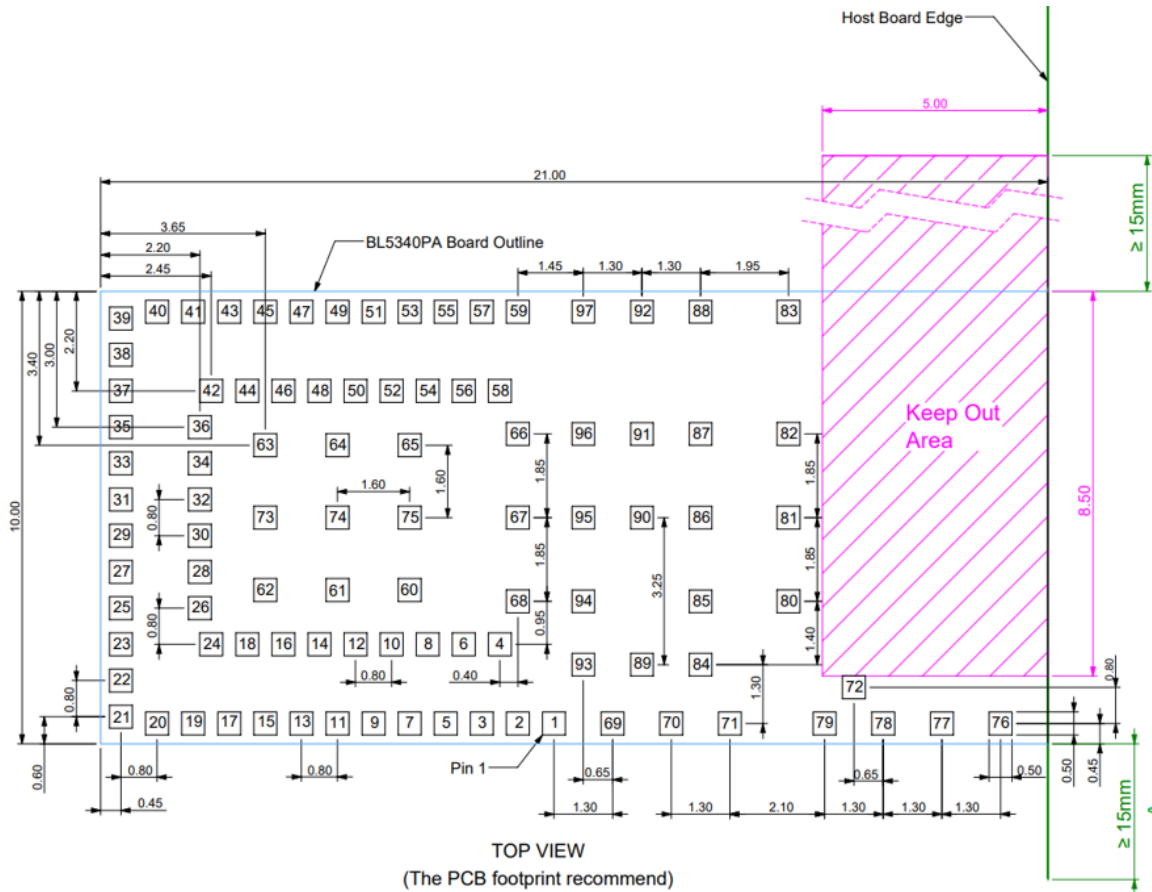 Host Board Edge
5.00
21.00
≥ 15mm
3.65
BL5340PA Board Outline
2.20
2.45
1.45 1.30 1.30 1.95
39 40 41 43 45 47 49 51 53 55 57 59 97 92 88 83
38
3.40 3.00 2.20
37 42 44 46 48 50 52 54 56 58
Keep Out
Area
35 36 63 64 65 66 96 91 87 82
33 34
1.60 1.60 1.85 1.85
31 32
0.80
10.00
8.50
73 74 75 67 95 90 86 81
29 30
27 28
1.85 3.25 1.85
62 61 60 68 94 85 80
25 26
0.80
0.95 1.40
23 24 18 16 14 12 10 8 6 4
93 89 84
0.80 0.40
22
0.80
1.30
72
0.80
21 20 19 17 15 13 11 9 7 5 3 2 1 69 70 71 79 78 77 76
0.60
Pin 1
0.80 0.80 0.65 0.65 0.50 0.50 0.45
0.45
1.30 1.30 2.10 1.30 1.30 1.30
≥ 15mm
TOP VIEW
(The PCB footprint recommend)